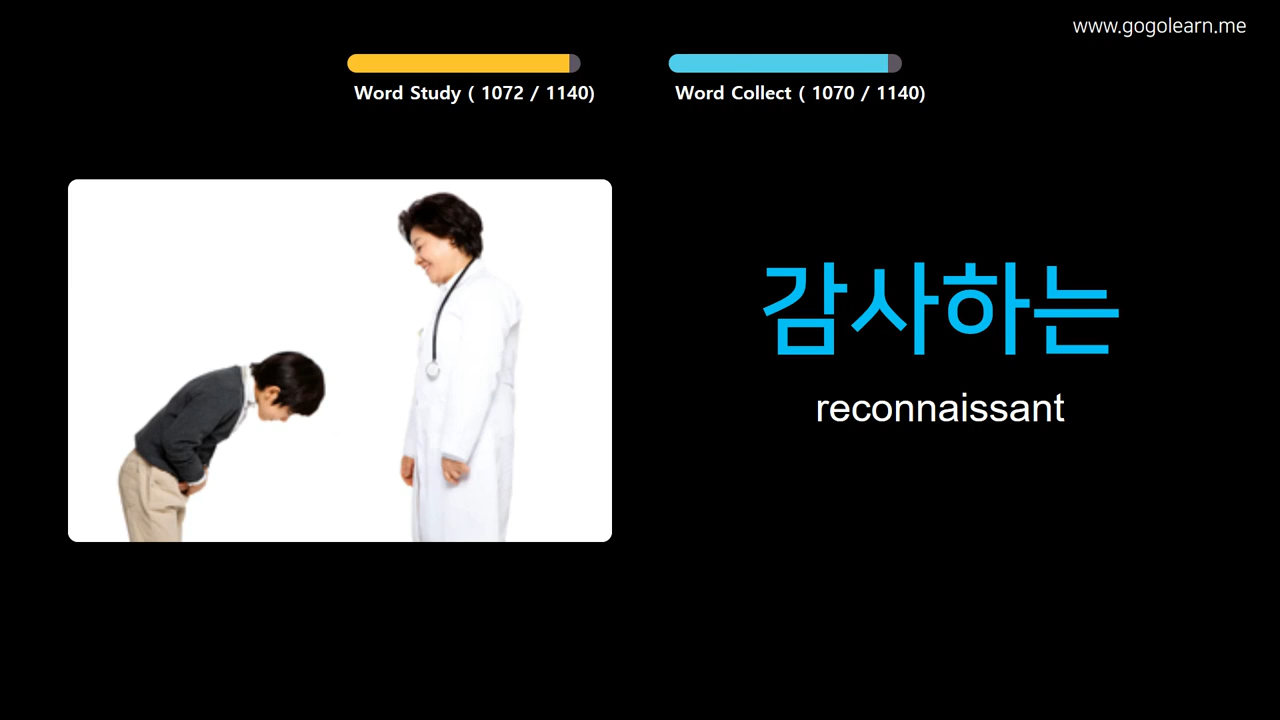 www.gogolearn.me
Word Study ( 1072 / 1140)
Word Collect ( 1070 / 1140)
감사하는
reconnaissant